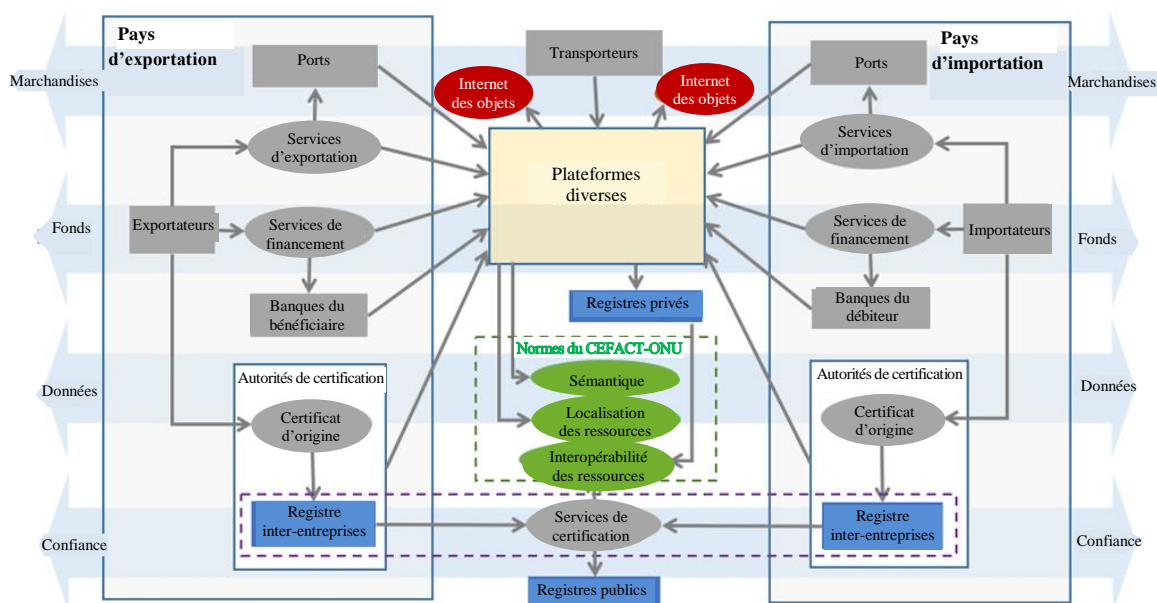 Pays
d’exportation
Ports
Transporteurs
Ports
Pays
d’importation
Marchandises
Internet
des objets
Internet
des objets
Marchandises
Services
d’exportation
Services
d’importation
Plateformes
diverses
Fonds
Exportateurs
Services de
financement
Services de
financement
Importateurs
Fonds
Banques du
bénéficiaire
Registres privés
Banques du
débiteur
Normes du CEFACT-ONU
Données
Autorités de certification
Sémantique
Autorités de certification
Données
Certificat
d’origine
Localisation
des ressources
Certificat
d’origine
Interopérabilité
des ressources
Registre
inter-entreprises
Services de
certification
Registre
inter-entreprises
Confiance
Confiance
Registres publics